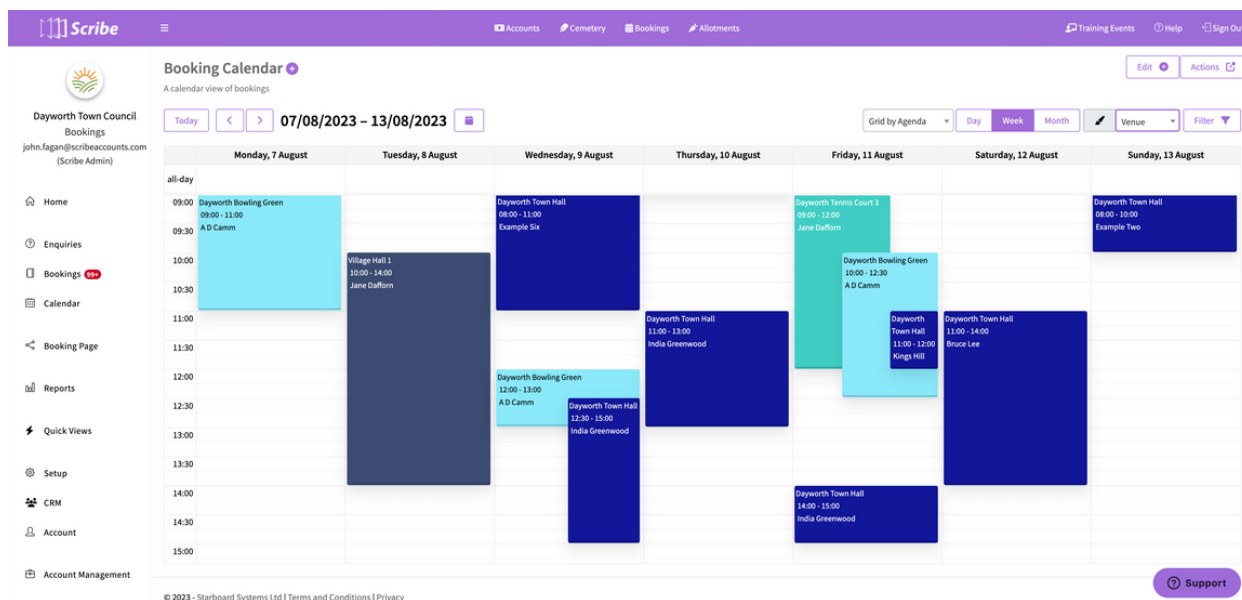 Scribe
Accounts
Cemetery
Bookings
Allotments
Training Events
Help
Sign Out
Dayworth Town Council
Bookings
john.fagan@scribeaccounts.com
(Scribe Admin)
Home
Enquiries
Bookings 99+
Calendar
Booking Page
Reports
Quick Views
Setup
CRM
Account
Account Management
Booking Calendar
A calendar view of bookings
Edit
Actions
Today
07/08/2023 – 13/08/2023
Grid by Agenda
Day
Week
Month
Venue
Filter
Monday, 7 August
Tuesday, 8 August
Wednesday, 9 August
Thursday, 10 August
Friday, 11 August
Saturday, 12 August
Sunday, 13 August
all-day
09:00
09:30
10:00
10:30
11:00
11:30
12:00
12:30
13:00
13:30
14:00
14:30
15:00
Dayworth Bowling Green
09:00 - 11:00
A D Camm
Village Hall 1
10:00 - 14:00
Jane Dafforn
Dayworth Town Hall
08:00 - 11:00
Example Six
Dayworth Bowling Green
12:00 - 13:00
A D Camm
Dayworth Town Hall
12:30 - 15:00
India Greenwood
Dayworth Town Hall
11:00 - 13:00
India Greenwood
Dayworth Tennis Court 3
09:00 - 12:00
Jane Dafforn
Dayworth Bowling Green
10:00 - 12:30
A D Camm
Dayworth
Town Hall
11:00 - 12:00
Kings Hill
Dayworth Town Hall
14:00 - 15:00
India Greenwood
Dayworth Town Hall
11:00 - 14:00
Bruce Lee
Dayworth Town Hall
08:00 - 10:00
Example Two
© 2023 - Starboard Systems Ltd | Terms and Conditions | Privacy
Support